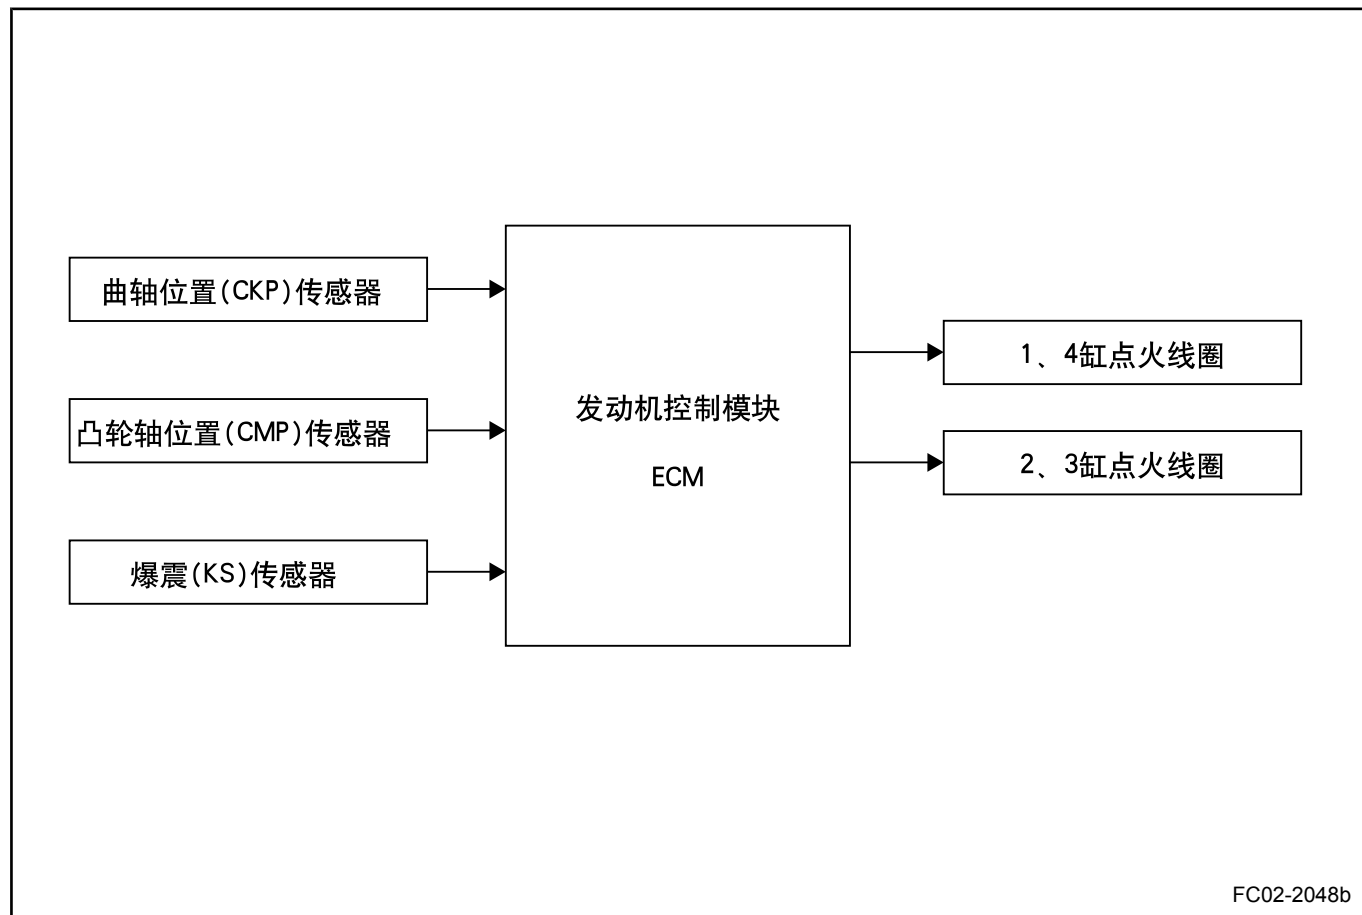 曲轴位置(CKP)传感器
凸轮轴位置(CMP)传感器
爆震(KS)传感器
发动机控制模块
ECM
1、4缸点火线圈
2、3缸点火线圈
FC02-2048b